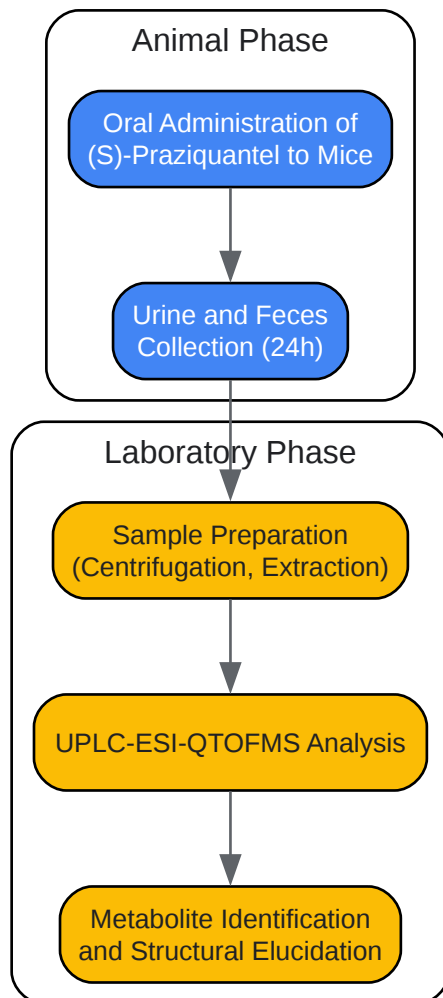 Animal Phase
Oral Administration of
(S)-Praziquantel to Mice
Urine and Feces
Collection (24h)
Laboratory Phase
Sample Preparation
(Centrifugation, Extraction)
UPLC-ESI-QTOFMS Analysis
Metabolite Identification
and Structural Elucidation